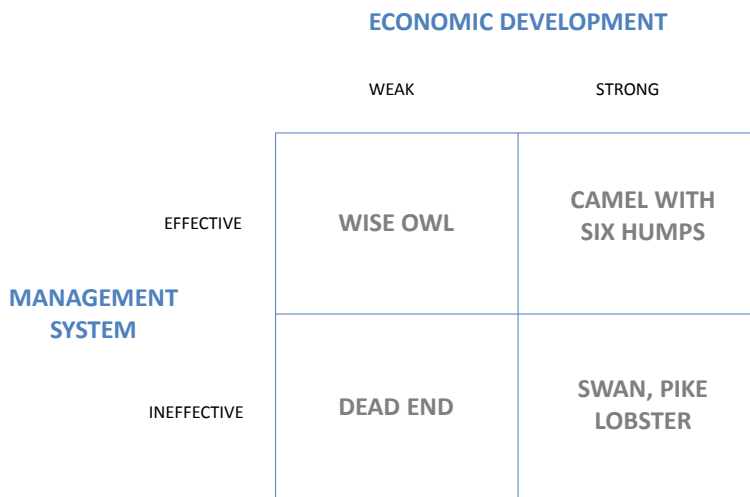 ECONOMIC DEVELOPMENT
WEAK
STRONG
EFFECTIVE
WISE OWL
CAMEL WITH
SIX HUMPS
MANAGEMENT
SYSTEM
INEFFECTIVE
DEAD END
SWAN, PIKE
LOBSTER